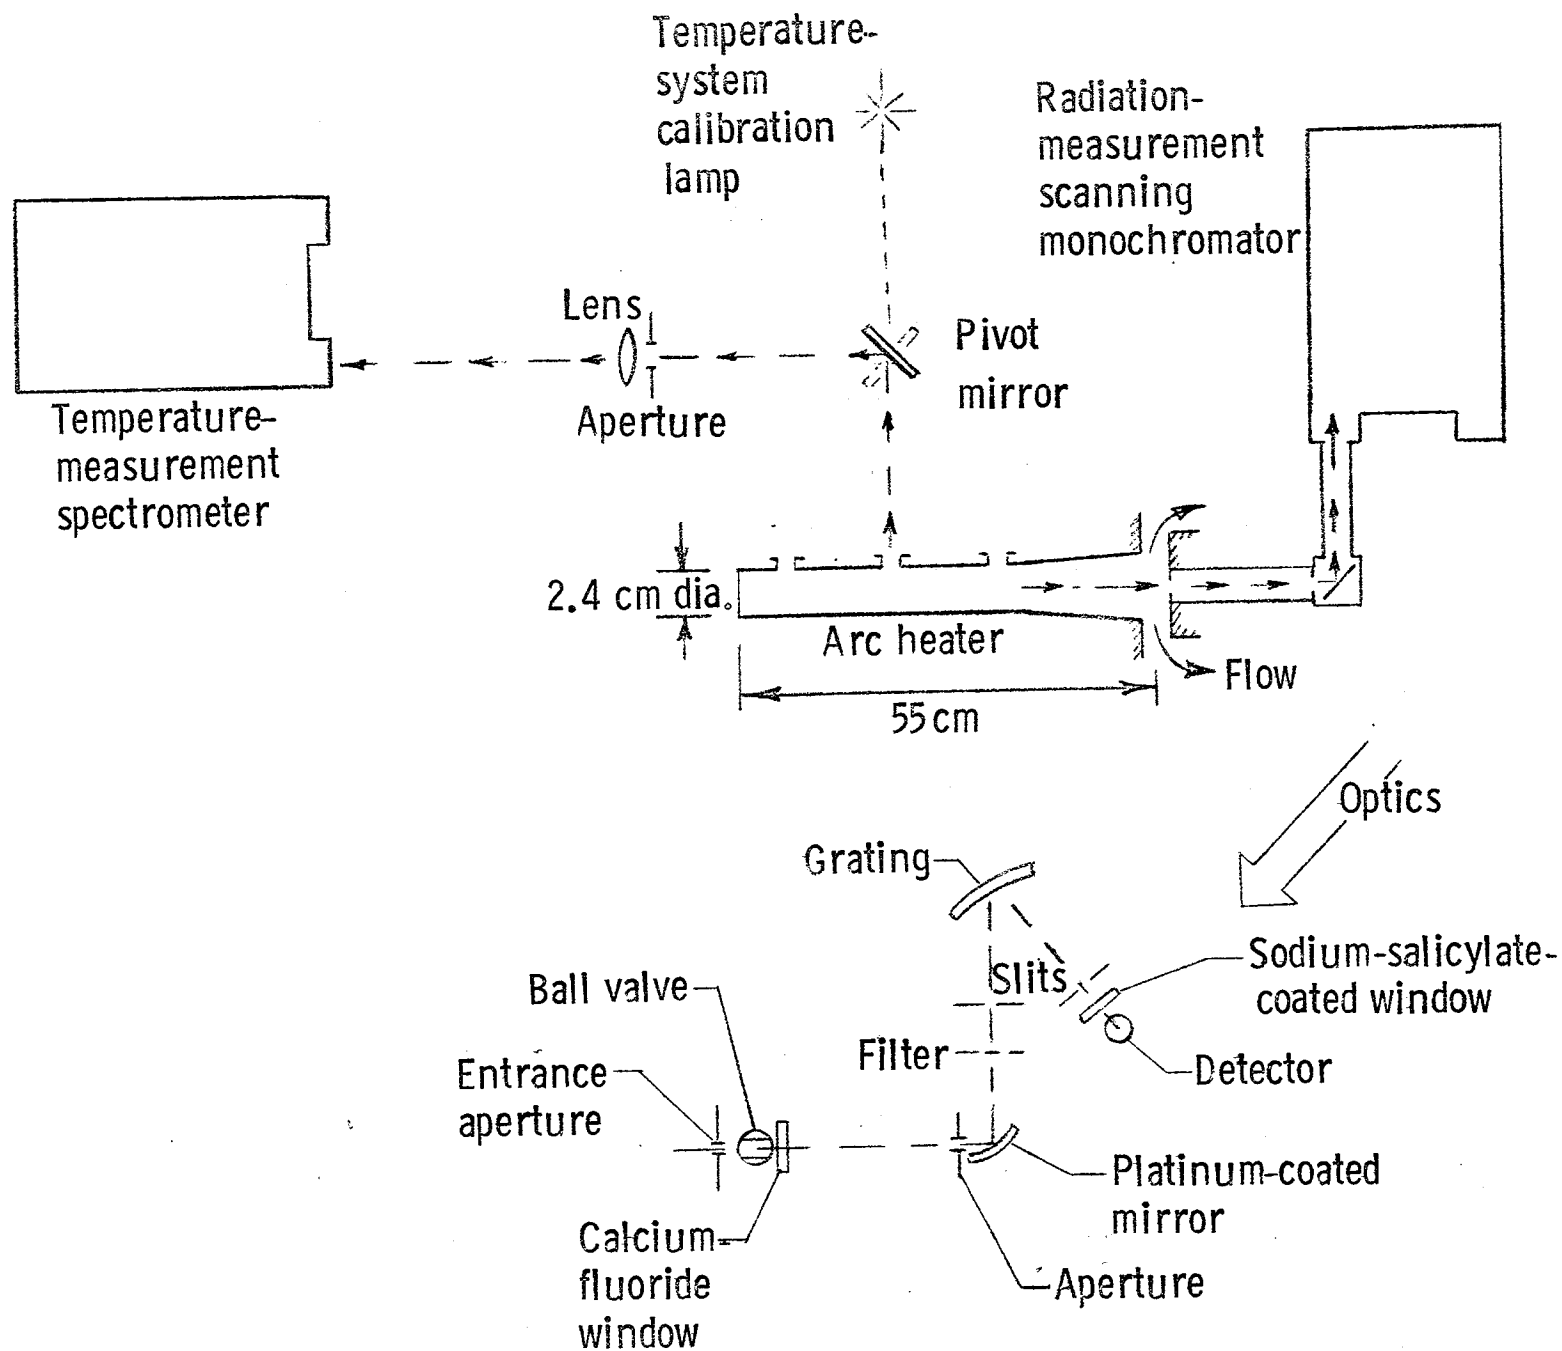 Temperature-
system
calibration
lamp
Radiation-
measurement
scanning
monochromator
Lens
Aperture
Pivot
mirror
Temperature-
measurement
spectrometer
2.4 cm dia.
Arc heater
Flow
55 cm
Optics
Grating
Slits
Sodium-salicylate-
coated window
Ball valve
Filter
Detector
Entrance
aperture
Platinum-coated
mirror
Calcium-
fluoride
window
Aperture